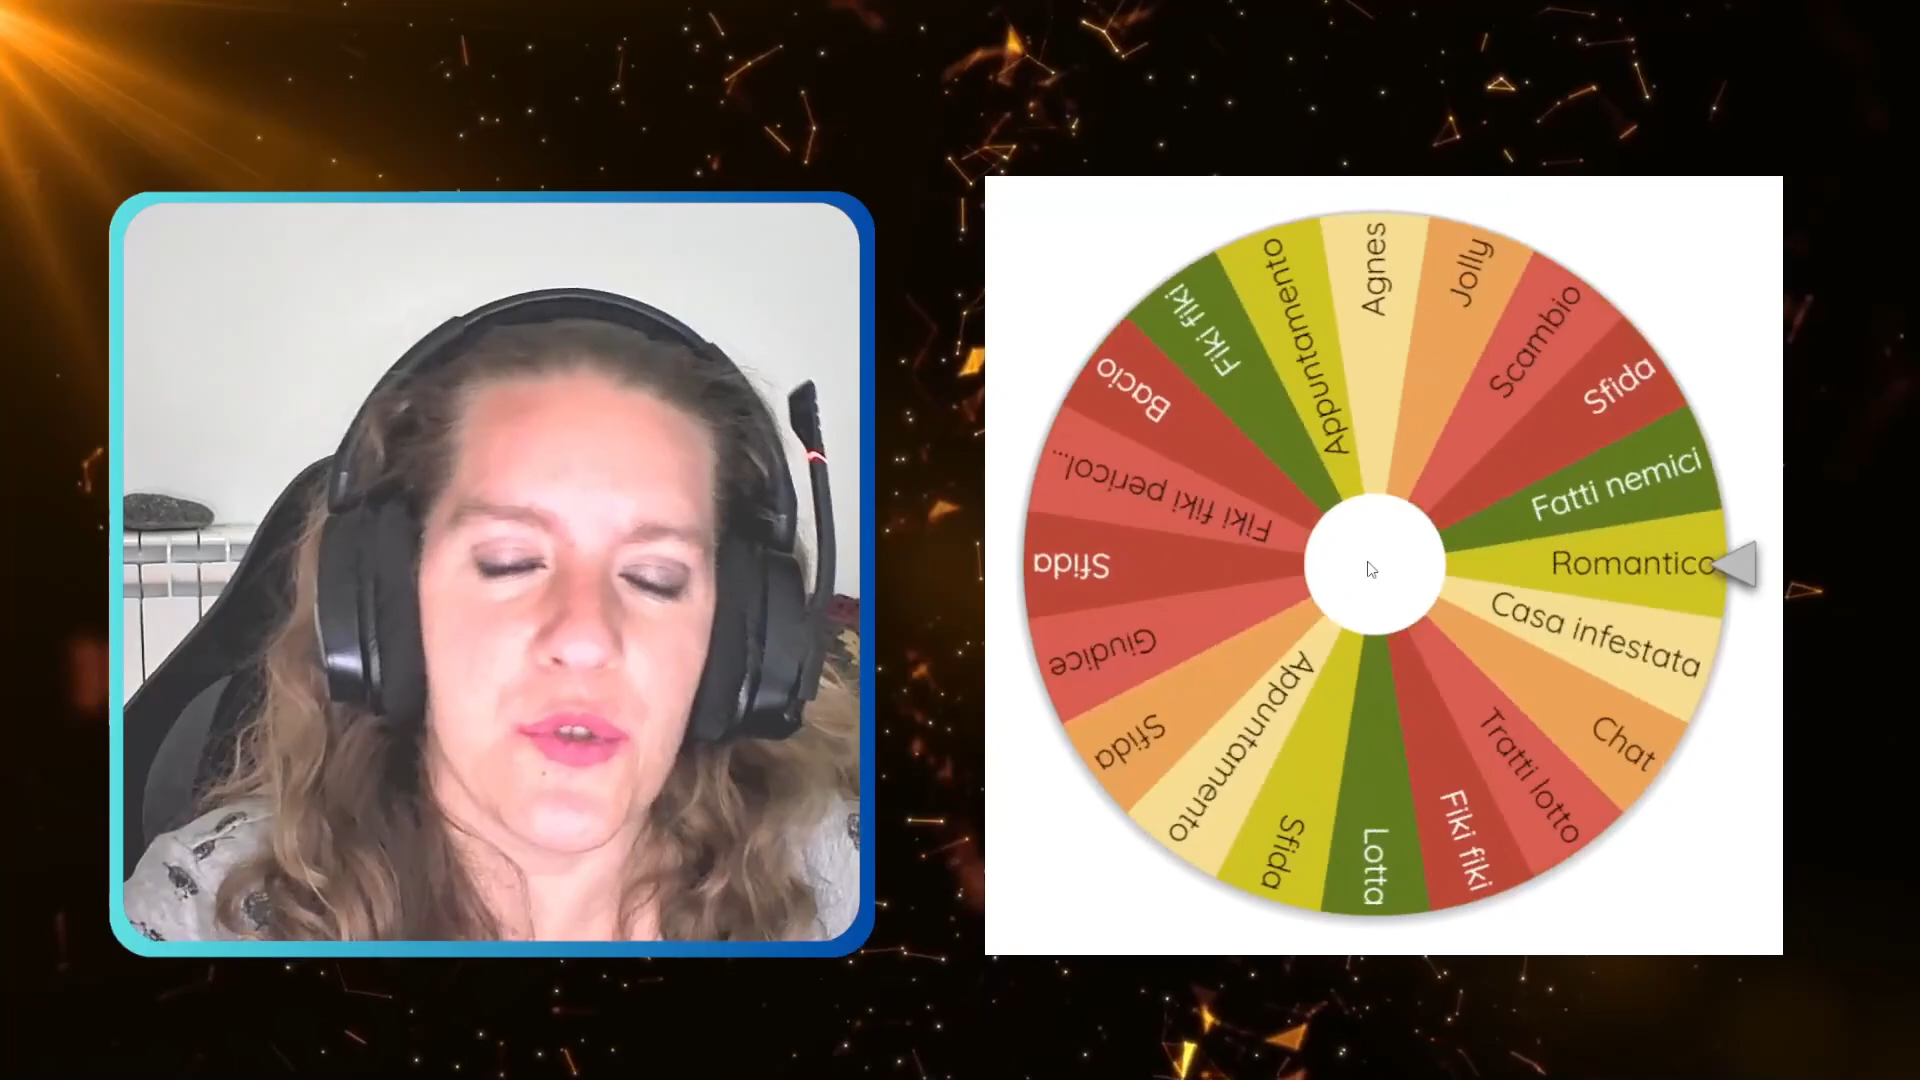 Agnes
Jolly
Scambio
Sfida
Fatti nemici
Romantico
Casa infestata
Chat
Tratti lotto
Fiki fiki
Lotta
Sfida
Appuntamento
Sfida
Giudice
Sfida
Fiki fiki pericol...
Bacio
Fiki fiki
Appuntamento